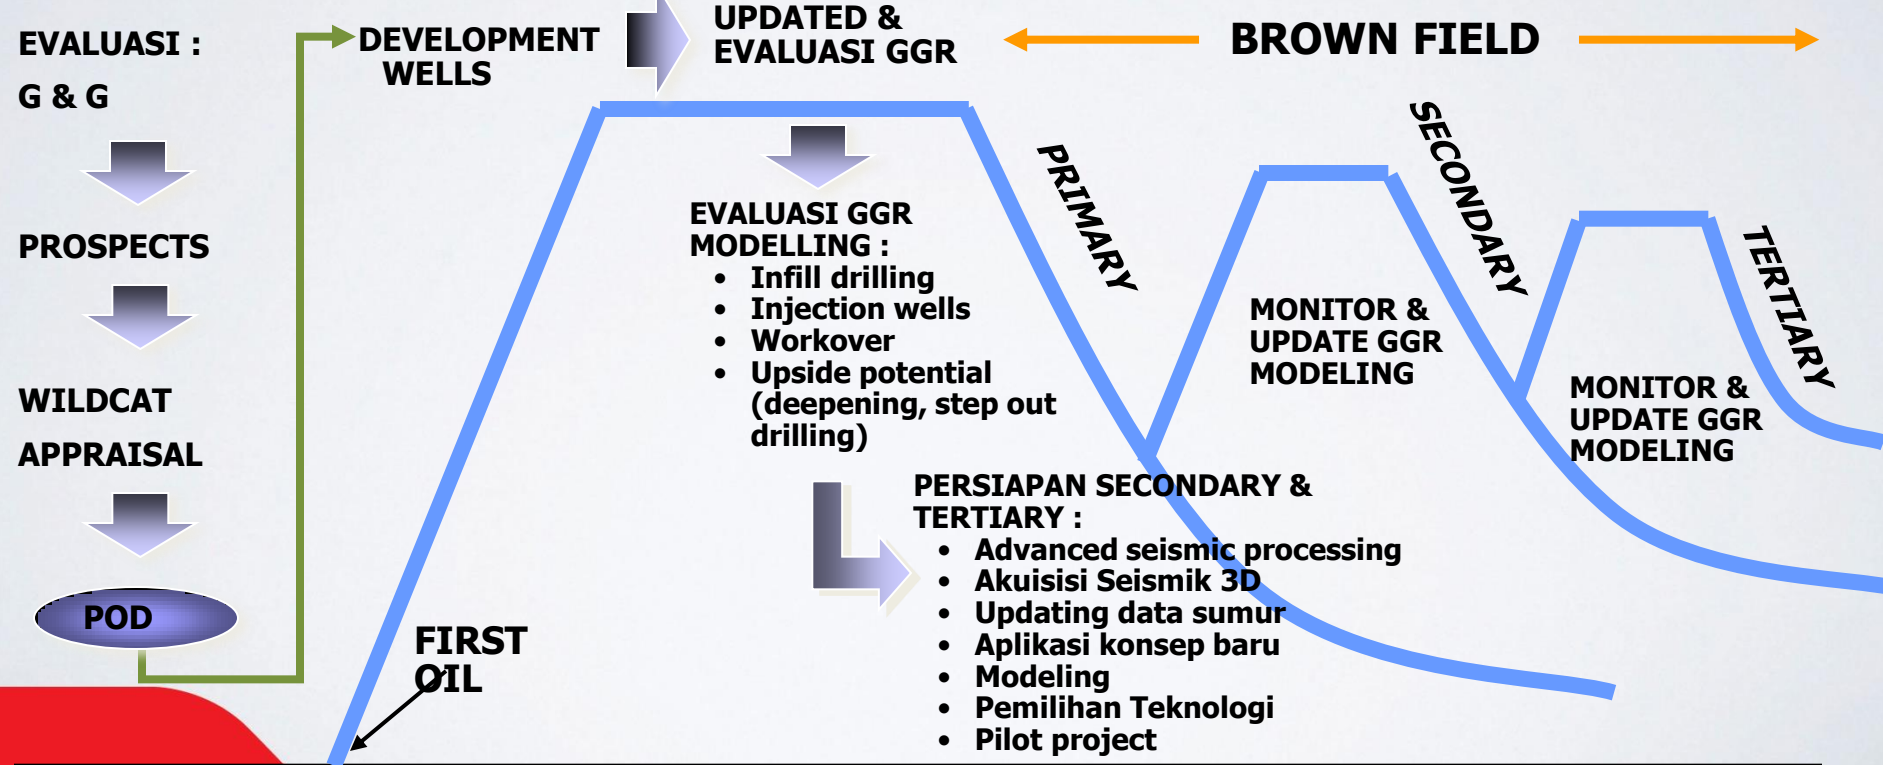 EVALUASI :
G & G
PROSPECTS
WILDCAT
APPRAISAL
POD
DEVELOPMENT
WELLS
UPDATED &
EVALUASI GGR
BROWN FIELD
FIRST
OIL
EVALUASI GGR
MODELLING :
• Infill drilling
• Injection wells
• Workover
• Upside potential
(deepening, step out
drilling)
PERSIAPAN SECONDARY &
TERTIARY :
• Advanced seismic processing
• Akuisisi Seismik 3D
• Updating data sumur
• Aplikasi konsep baru
• Modeling
• Pemilihan Teknologi
• Pilot project
PRIMARY
MONITOR &
UPDATE GGR
MODELING
SECONDARY
MONITOR &
UPDATE GGR
MODELING
TERTIARY